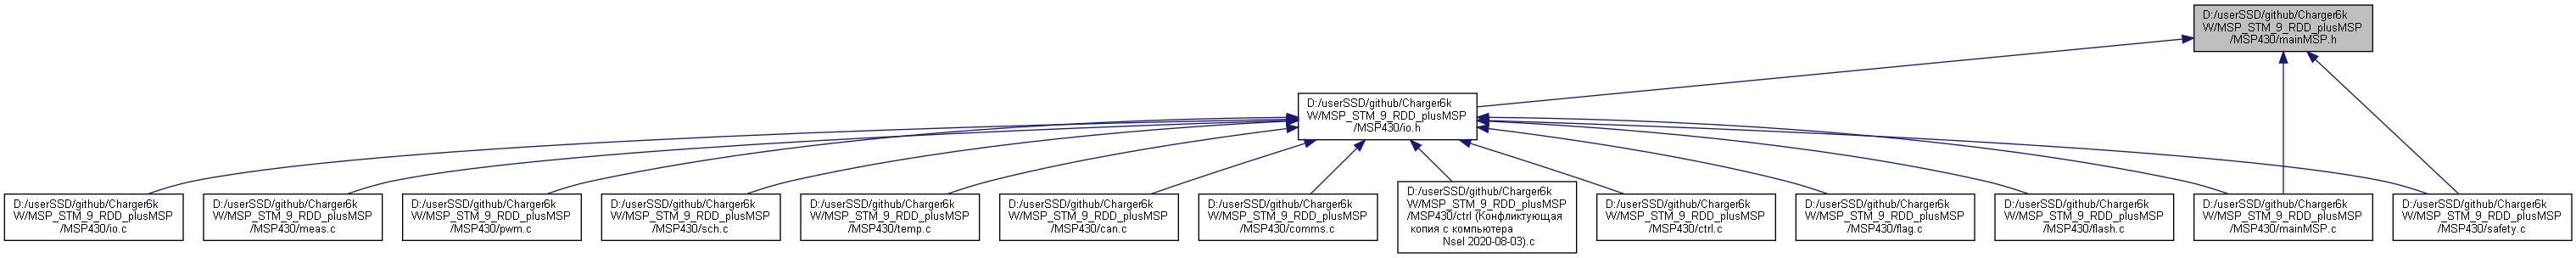 D:/userSSD/github/Charger6k
W/MSP_STM_9_RDD_plusMSP
/MSP430/mainMSP.h
D:/userSSD/github/Charger6k
W/MSP_STM_9_RDD_plusMSP
/MSP430/io.h
D:/userSSD/github/Charger6k
W/MSP_STM_9_RDD_plusMSP
/MSP430/io.c
D:/userSSD/github/Charger6k
W/MSP_STM_9_RDD_plusMSP
/MSP430/meas.c
D:/userSSD/github/Charger6k
W/MSP_STM_9_RDD_plusMSP
/MSP430/pwm.c
D:/userSSD/github/Charger6k
W/MSP_STM_9_RDD_plusMSP
/MSP430/sch.c
D:/userSSD/github/Charger6k
W/MSP_STM_9_RDD_plusMSP
/MSP430/temp.c
D:/userSSD/github/Charger6k
W/MSP_STM_9_RDD_plusMSP
/MSP430/can.c
D:/userSSD/github/Charger6k
W/MSP_STM_9_RDD_plusMSP
/MSP430/comms.c
D:/userSSD/github/Charger6k
W/MSP_STM_9_RDD_plusMSP
/MSP430/ctrl (Конфликтующая
копия с компьютера
Nsel 2020-08-03).c
D:/userSSD/github/Charger6k
W/MSP_STM_9_RDD_plusMSP
/MSP430/ctrl.c
D:/userSSD/github/Charger6k
W/MSP_STM_9_RDD_plusMSP
/MSP430/flag.c
D:/userSSD/github/Charger6k
W/MSP_STM_9_RDD_plusMSP
/MSP430/flash.c
D:/userSSD/github/Charger6k
W/MSP_STM_9_RDD_plusMSP
/MSP430/mainMSP.c
D:/userSSD/github/Charger6k
W/MSP_STM_9_RDD_plusMSP
/MSP430/safety.c